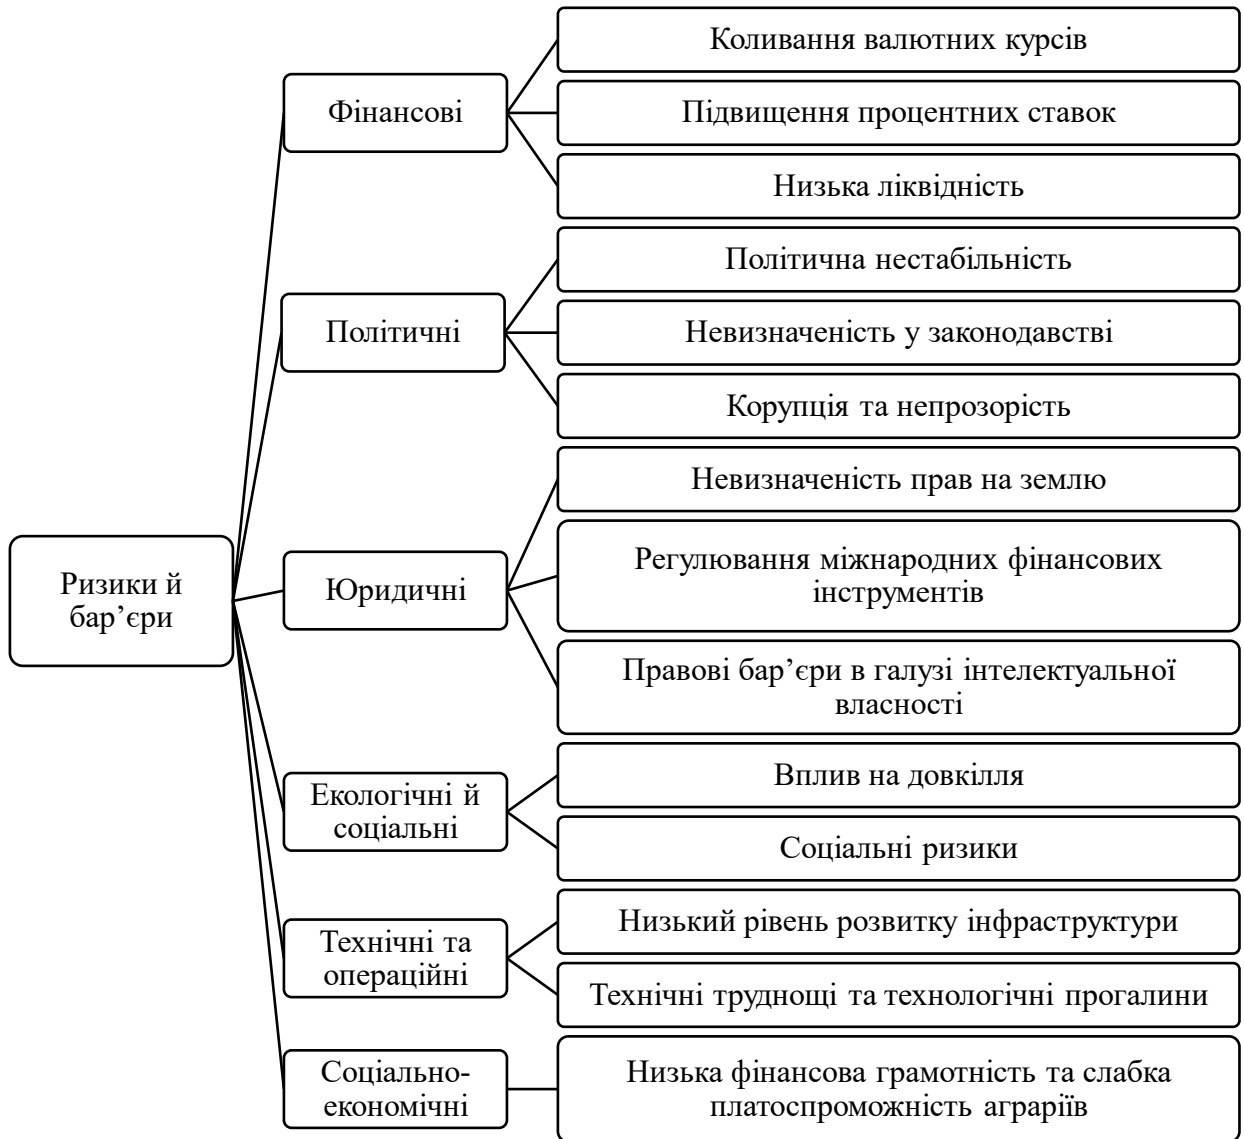 Ризики й
бар’єри
Фінансові
Коливання валютних курсів
Підвищення процентних ставок
Низька ліквідність
Політичні
Політична нестабільність
Невизначеність у законодавстві
Корупція та непрозорість
Юридичні
Невизначеність прав на землю
Регулювання міжнародних фінансових
інструментів
Правові бар’єри в галузі інтелектуальної
власності
Екологічні й
соціальні
Вплив на довкілля
Соціальні ризики
Технічні та
операційні
Низький рівень розвитку інфраструктури
Технічні труднощі та технологічні прогалини
Соціально-
економічні
Низька фінансова грамотність та слабка
платоспроможність аграріїв